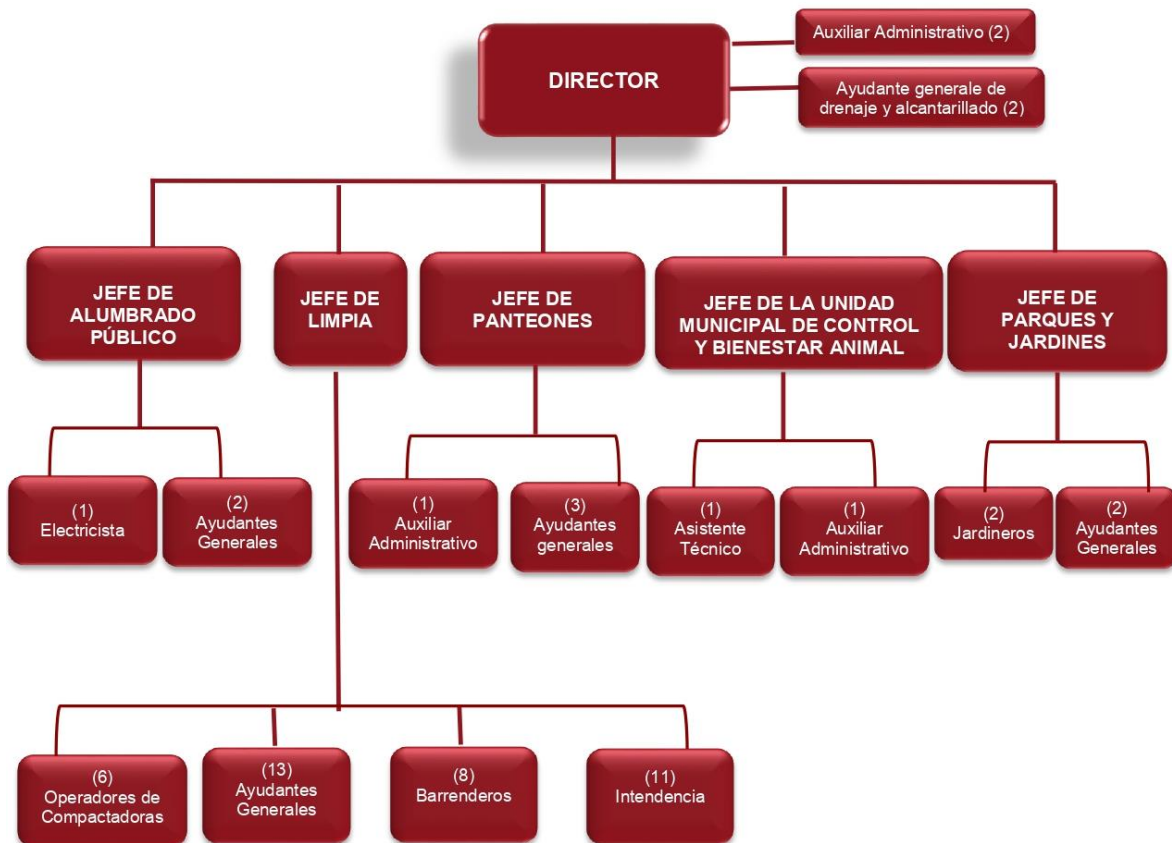 DIRECTOR
Auxiliar Administrativo (2)
Ayudante generale de
drenaje y alcantarillado (2)
JEFE DE
ALUMBRADO
PÚBLICO
JEFE DE
LIMPIA
JEFE DE
PANTEONES
JEFE DE LA UNIDAD
MUNICIPAL DE CONTROL
Y BIENESTAR ANIMAL
JEFE DE
PARQUES Y
JARDINES
(1)
Electricista
(2)
Ayudantes
Generales
(1)
Auxiliar
Administrativo
(3)
Ayudantes
generales
(1)
Asistente
Técnico
(1)
Auxiliar
Administrativo
(2)
Jardineros
(2)
Ayudantes
Generales
(6)
Operadores de
Compactadoras
(13)
Ayudantes
Generales
(8)
Barrenderos
(11)
Intendencia